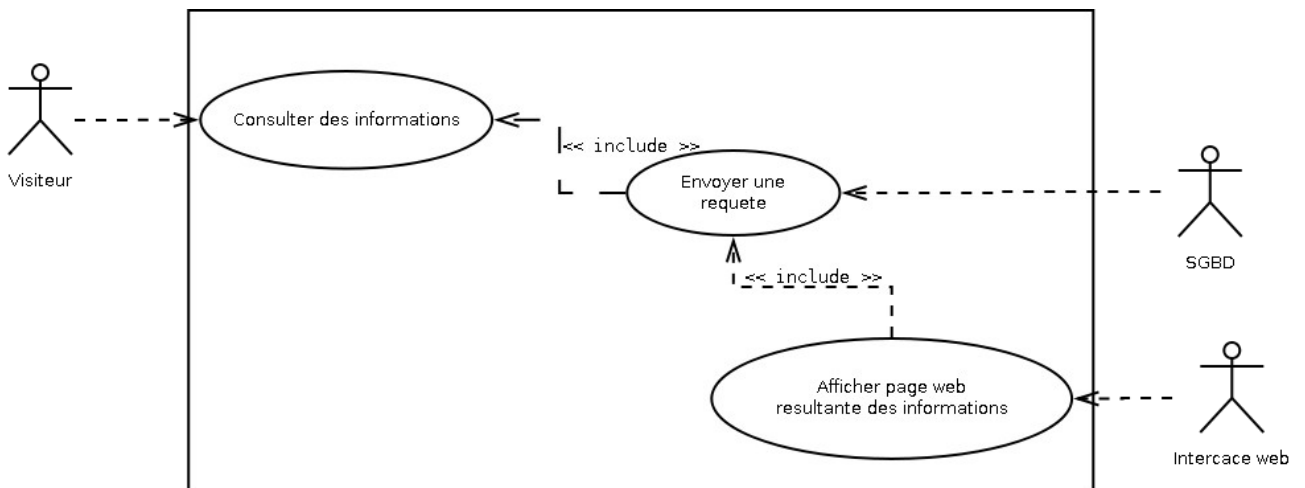 Consulter des informations
<< include >>
Visiteur
Envoyer une
requete
SGBD
<< include >>
Afficher page web
resultante des informations
Intercace web